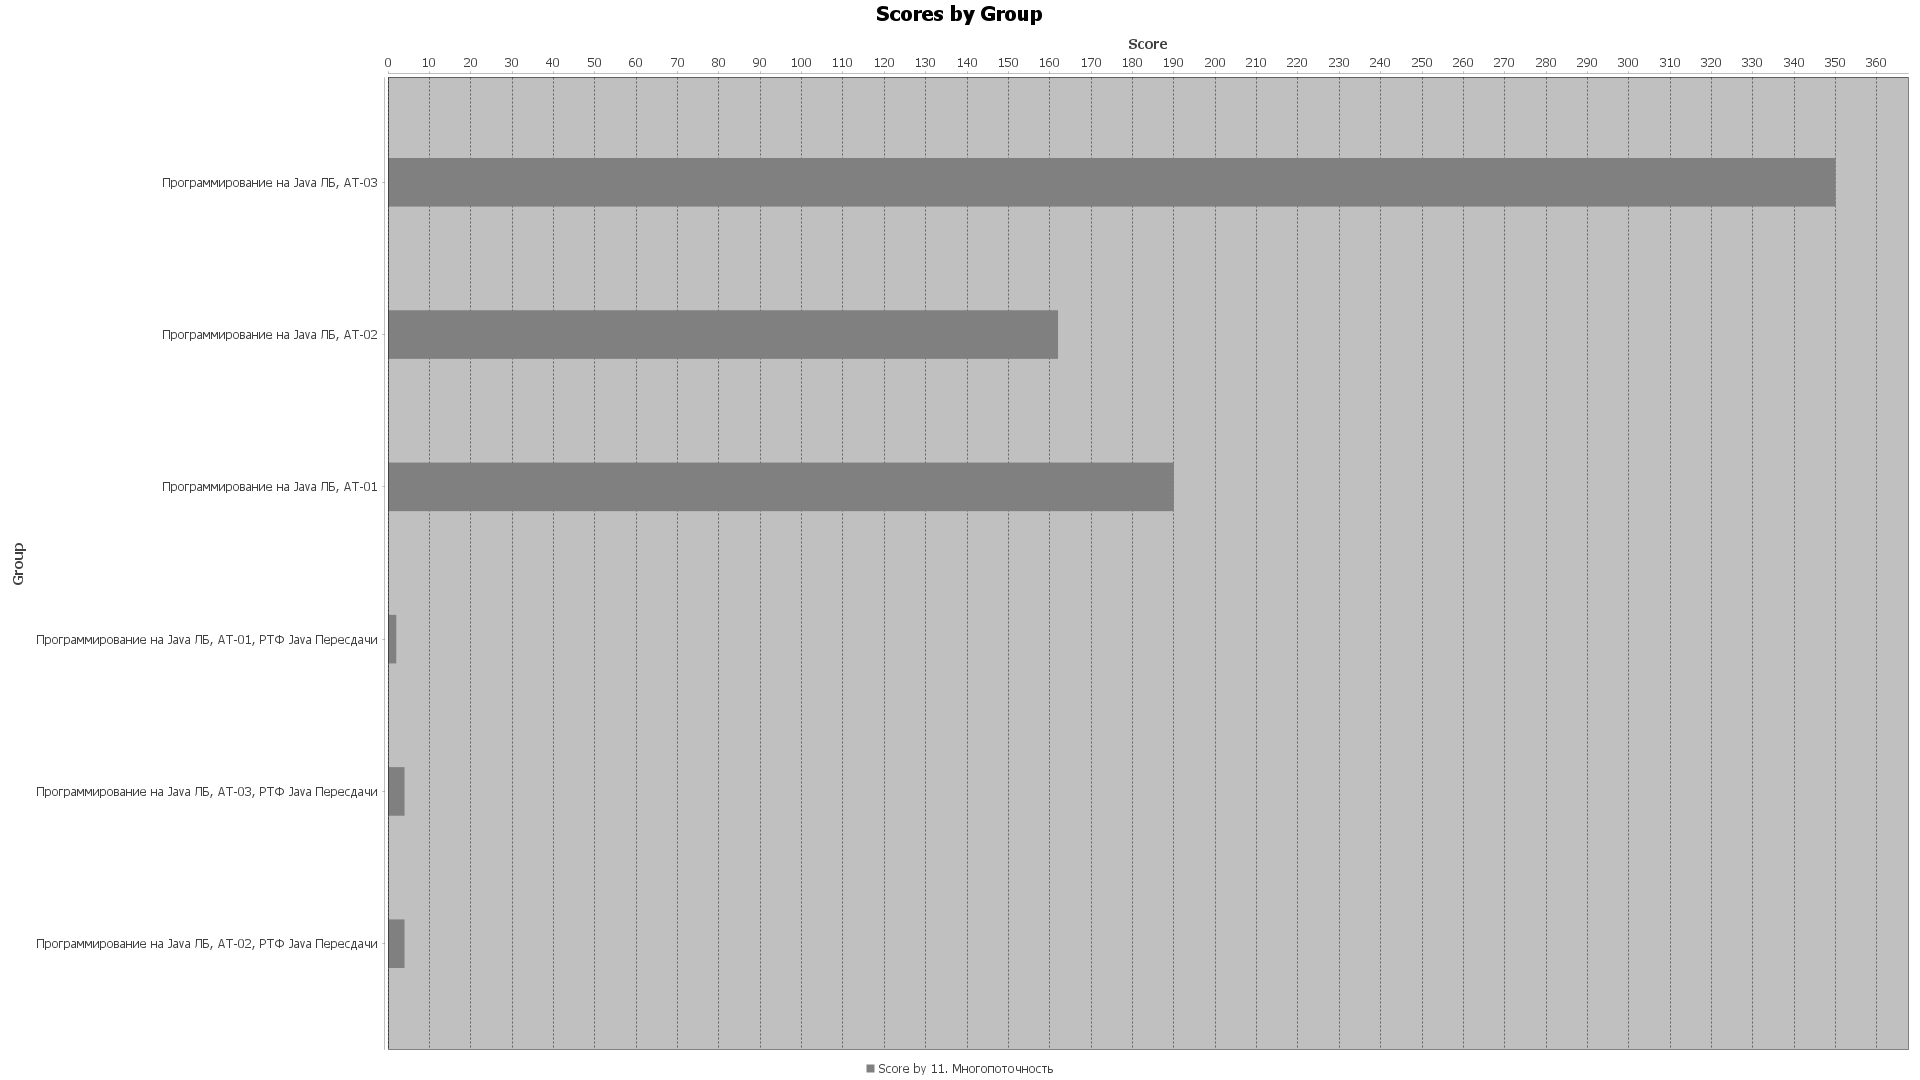 Scores by Group
Score
0 10 20 30 40 50 60 70 80 90 100 110 120 130 140 150 160 170 180 190 200 210 220 230 240 250 260 270 280 290 300 310 320 330 340 350 360
Программирование на Java ЛБ, АТ-03
Программирование на Java ЛБ, АТ-02
Программирование на Java ЛБ, АТ-01
Group
Программирование на Java ЛБ, АТ-01, РТФ Java Пересдачи
Программирование на Java ЛБ, АТ-03, РТФ Java Пересдачи
Программирование на Java ЛБ, АТ-02, РТФ Java Пересдачи
Score by 11. Многопоточность